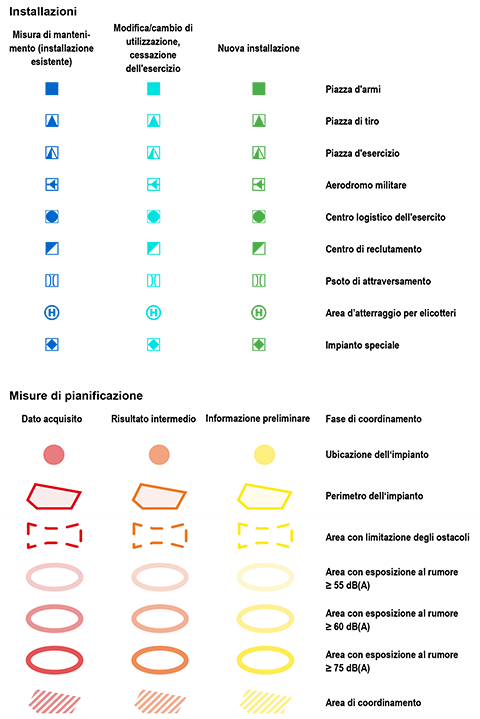 Installazioni
Misura di manteni-
mento (installazione
esistente)
Modifica/cambio di
utilizzazione,
cessazione
dell'esercizio
Nuova installazione
Piazza d'armi
Piazza di tiro
Piazza d'esercizio
Aerodromo militare
Centro logistico dell'esercito
Centro di reclutamento
Psoto di attraversamento
H
H
H
Area d'atterraggio per elicotteri
Impianto speciale
Misure di pianificazione
Dato acquisito
Risultato intermedio
Informazione preliminare
Fase di coordinamento
Ubicazione dell'impianto
Perimetro dell'impianto
Area con limitazione degli ostacoli
Area con esposizione al rumore
≥ 55 dB(A)
Area con esposizione al rumore
≥ 60 dB(A)
Area con esposizione al rumore
≥ 75 dB(A)
Area di coordinamento